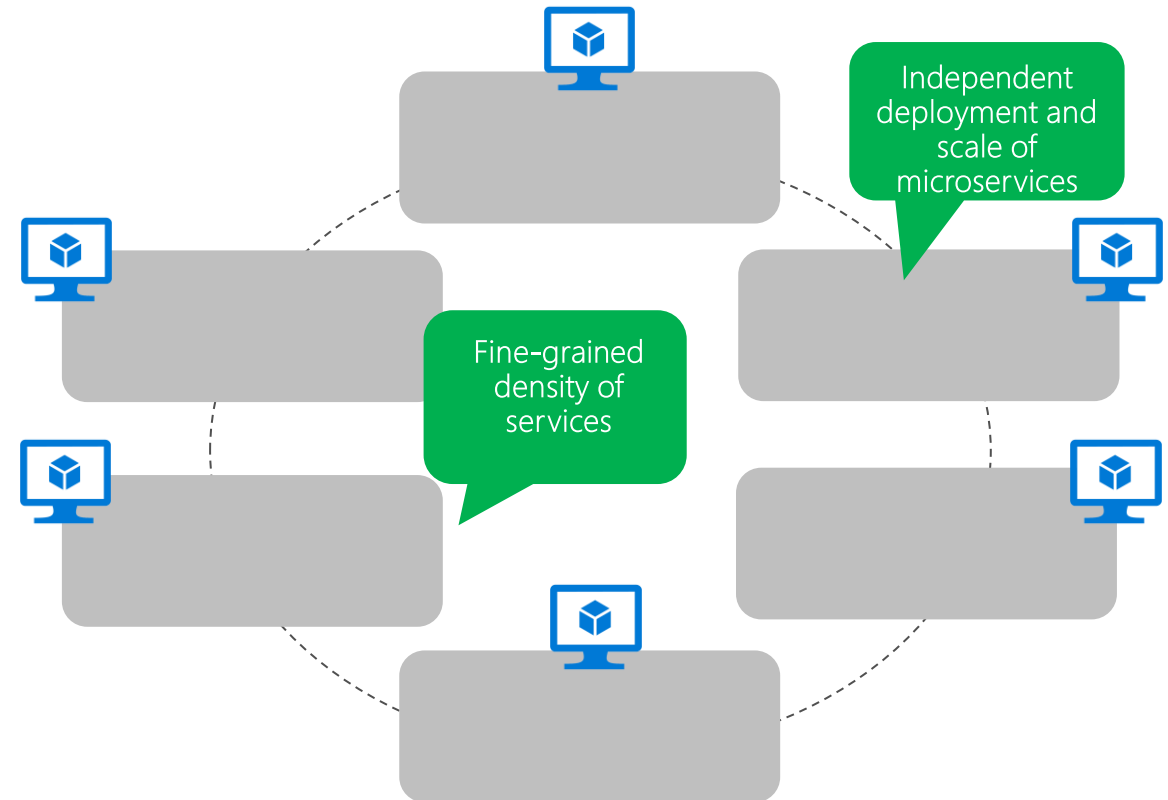 Independent
deployment and
scale of
microservices
Fine-grained
density of
services